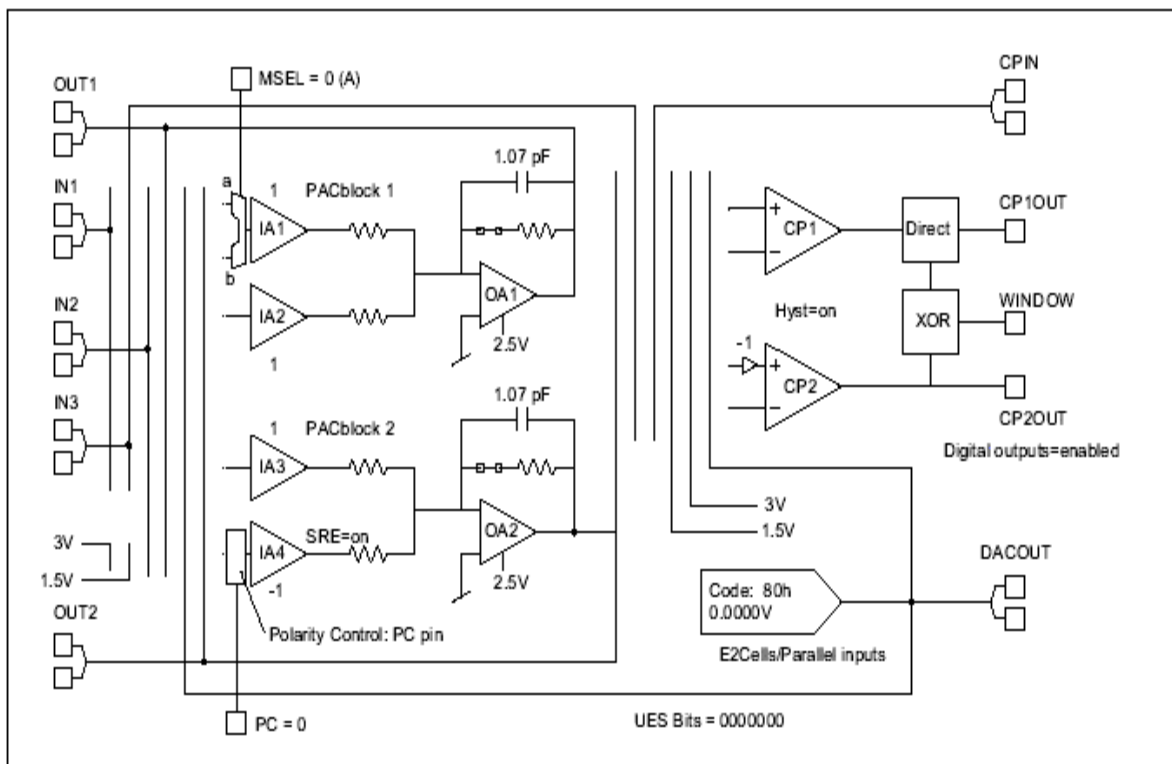 MSEL = 0 (A)
CPIN
OUT1
1.07 pF
IN1
a
1
PACblock 1
IA1
b
+
CP1
−
Direct
CP1OUT
IN2
IA2
1
OA1
2.5V
Hyst=on
XOR
WINDOW
-1
+
CP2
−
CP2OUT
IN3
1.07 pF
1
PACblock 2
IA3
Digital outputs=enabled
3V
1.5V
IA4
SRE=on
-1
OA2
2.5V
3V
1.5V
DACOUT
Code: 80h
0.0000V
OUT2
Polarity Control: PC pin
E2Cells/Parallel inputs
PC = 0
UES Bits = 0000000